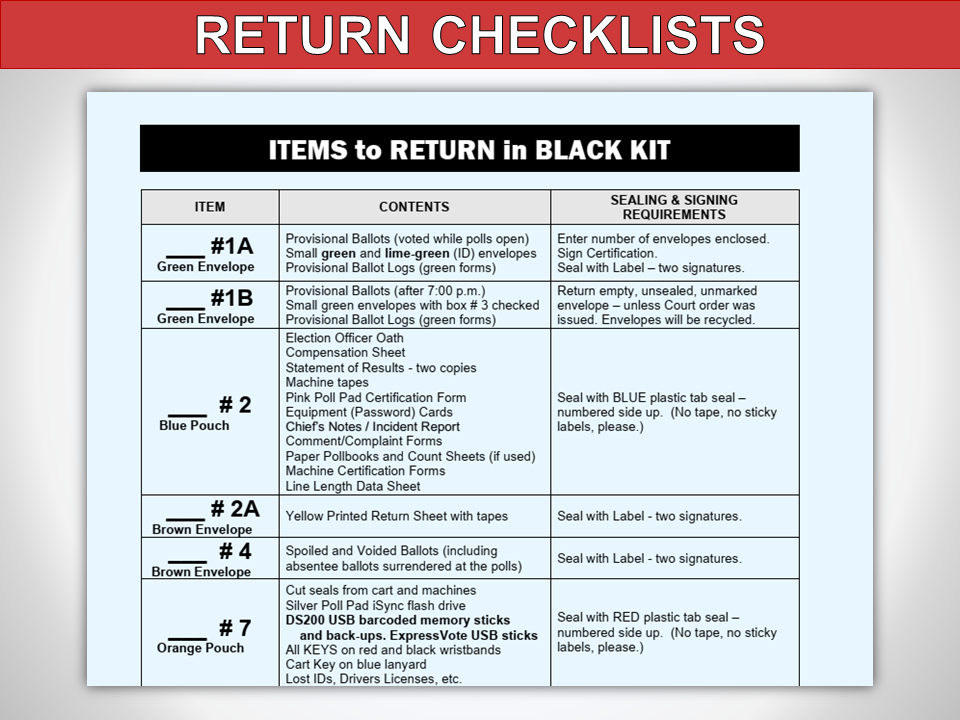 RETURN CHECKLISTS
ITEMS to RETURN in BLACK KIT
ITEM
CONTENTS
SEALING & SIGNING
REQUIREMENTS
___ #1A
Green Envelope
Provisional Ballots (voted while polls open)
Small green and lime-green (ID) envelopes
Provisional Ballot Logs (green forms)
Enter number of envelopes enclosed.
Sign Certification.
Seal with Label – two signatures.
___ #1B
Green Envelope
Provisional Ballots (after 7:00 p.m.)
Small green envelopes with box # 3 checked
Provisional Ballot Logs (green forms)
Return empty, unsealed, unmarked
envelope – unless Court order was
issued. Envelopes will be recycled.
___ # 2
Blue Pouch
Election Officer Oath
Compensation Sheet
Statement of Results - two copies
Machine tapes
Pink Poll Pad Certification Form
Equipment (Password) Cards
Chief's Notes / Incident Report
Comment/Complaint Forms
Paper Pollbooks and Count Sheets (if used)
Machine Certification Forms
Line Length Data Sheet
Seal with BLUE plastic tab seal –
numbered side up. (No tape, no sticky
labels, please.)
___ # 2A
Brown Envelope
Yellow Printed Return Sheet with tapes
Seal with Label - two signatures.
___ # 4
Brown Envelope
Spoiled and Voided Ballots (including
absentee ballots surrendered at the polls)
Seal with Label - two signatures.
___ # 7
Orange Pouch
Cut seals from cart and machines
Silver Poll Pad iSync flash drive
DS200 USB barcoded memory sticks
and back-ups. ExpressVote USB sticks
All KEYS on red and black wristbands
Cart Key on blue lanyard
Lost IDs, Drivers Licenses, etc.
Seal with RED plastic tab seal –
numbered side up. (No tape, no sticky
labels, please.)